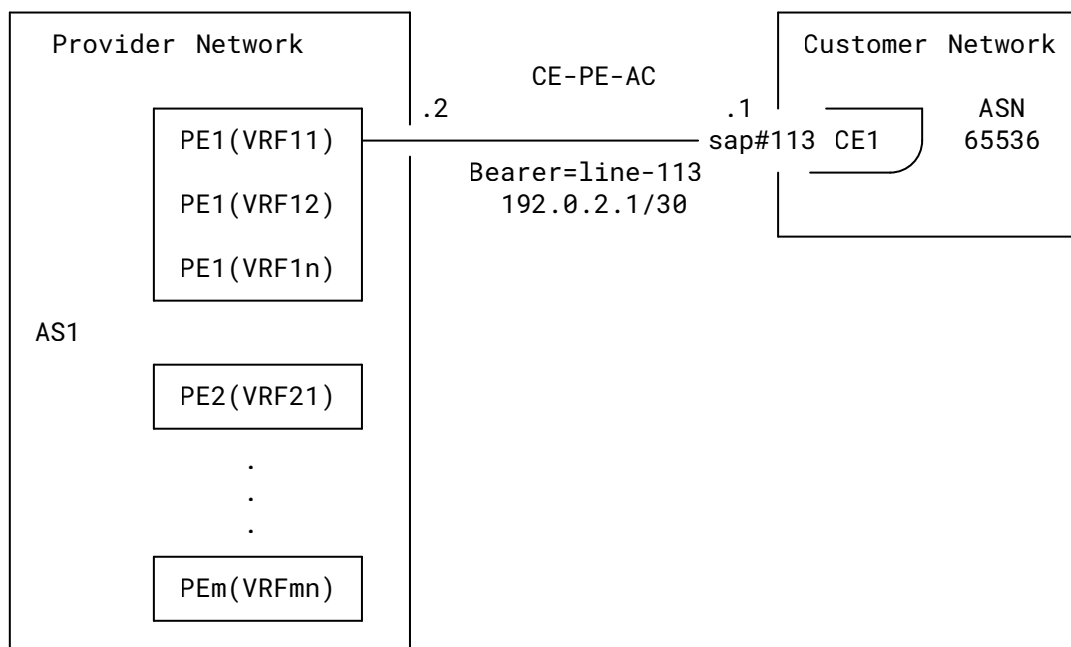 Provider Network
Customer Network
CE-PE-AC
.2
.1
ASN
PE1(VRF11)
sap#113
CE1
65536
Bearer=line-113
PE1(VRF12)
192.0.2.1/30
PE1(VRF1n)
AS1
PE2(VRF21)
.
.
.
PEm(VRFmn)